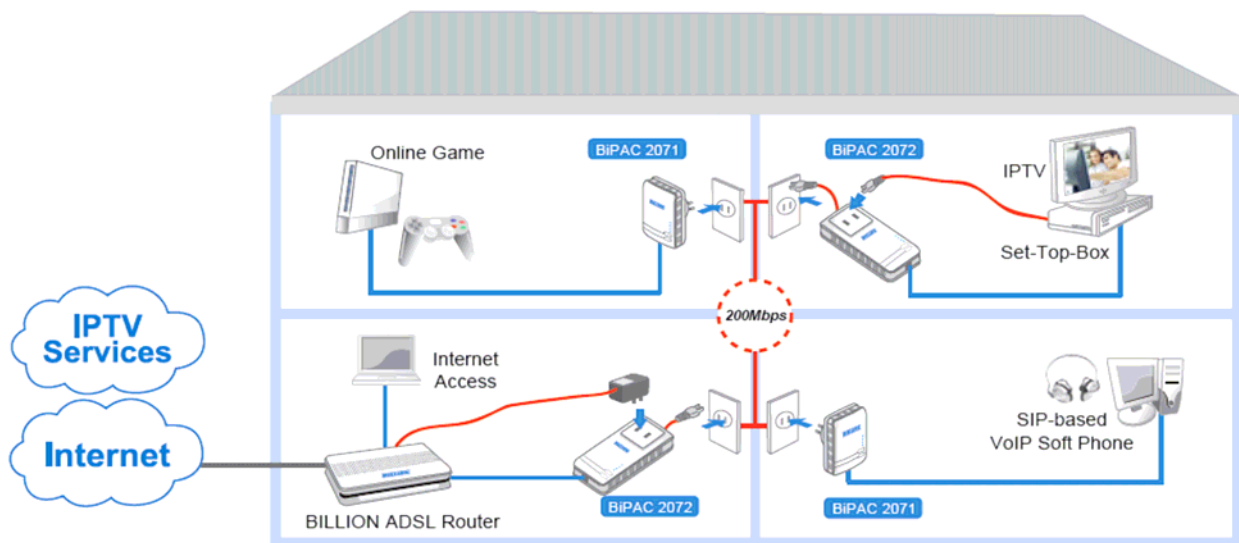 Online Game
BiPAC 2071
BiPAC 2072
IPTV
Set-Top-Box
200Mbps
IPTV
Services
Internet
Internet
Access
BILLION ADSL Router
BiPAC 2072
SIP-based
VoIP Soft Phone
BiPAC 2071